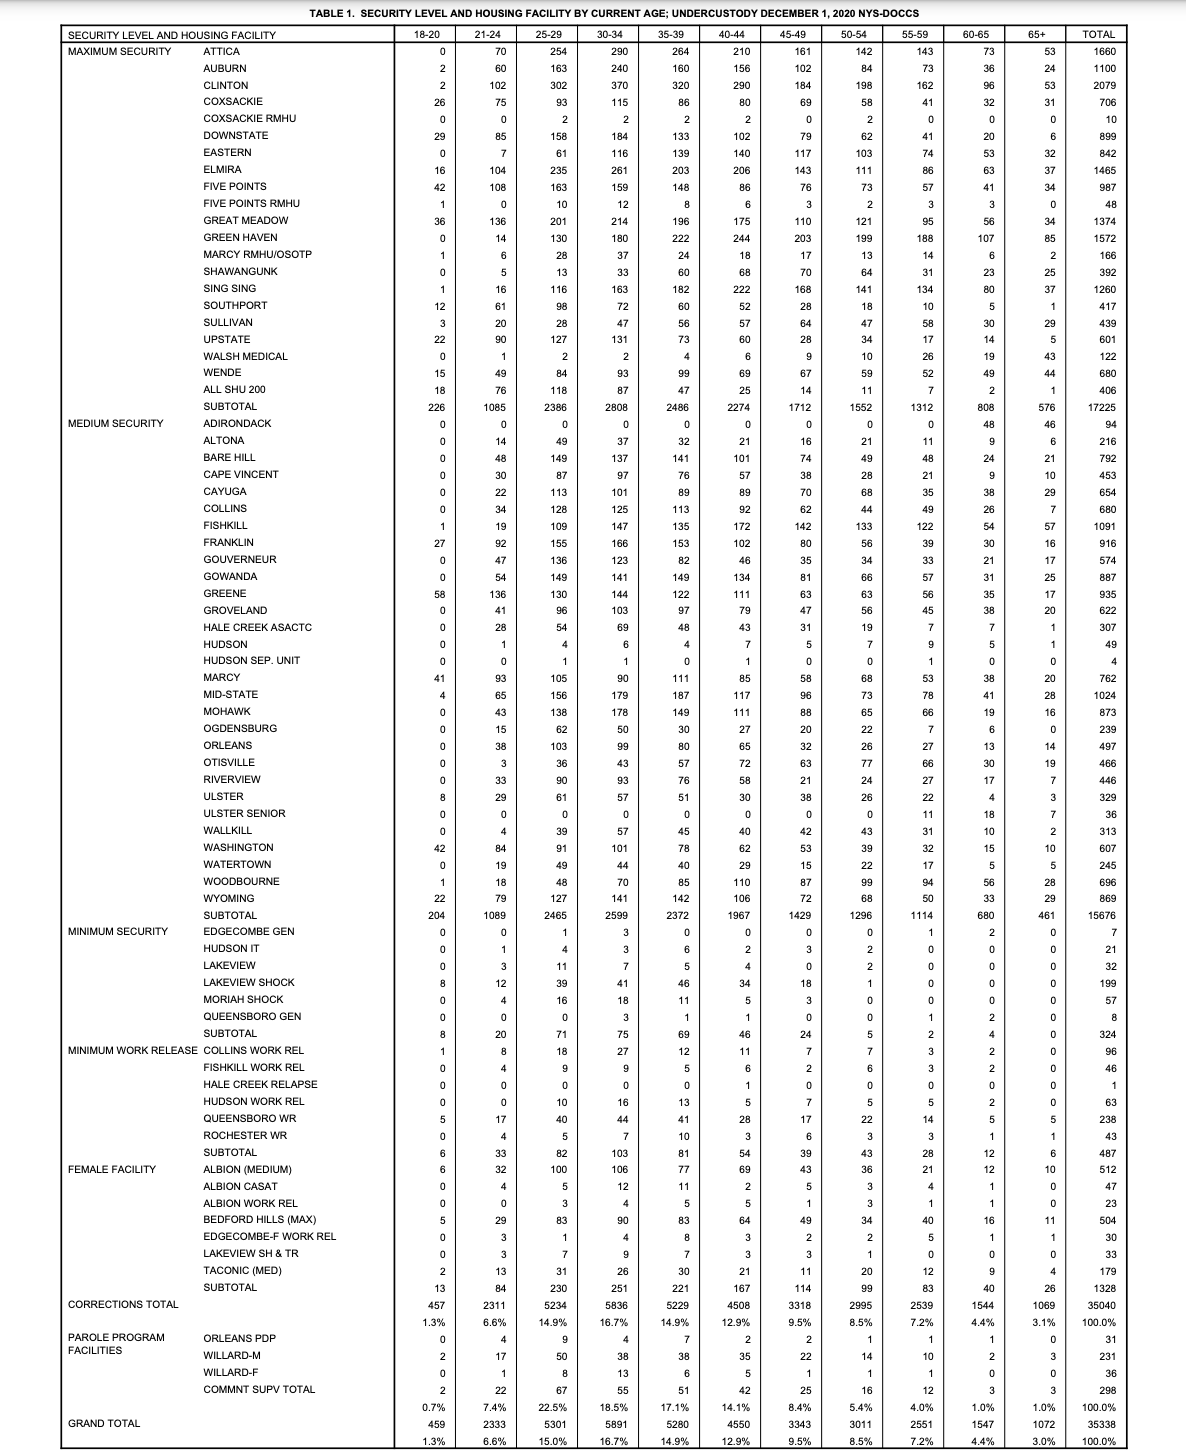 TABLE 1. SECURITY LEVEL AND HOUSING FACILITY BY CURRENT AGE; UNDERCUSTODY DECEMBER 1, 2020 NYS-DOCCS
SECURITY LEVEL AND HOUSING FACILITY 18-20 21-24 25-29 30-34 35-39 40-44 45-49 50-54 55-59 60-65 65+ TOTAL
MAXIMUM SECURITY ATTICA 0 70 254 290 264 210 161 142 143 73 53 1660
AUBURN 2 60 163 240 160 156 102 84 73 36 24 1100
CLINTON 2 102 302 370 320 290 184 198 162 96 53 2079
COXSACKIE 26 75 93 115 86 80 69 58 41 32 31 706
COXSACKIE RMHU 0 0 2 2 2 2 0 2 0 0 0 10
DOWNSTATE 29 85 158 184 133 102 79 62 41 20 6 899
EASTERN 0 7 61 116 139 140 117 103 74 53 32 842
ELMIRA 16 104 235 261 203 206 143 111 86 63 37 1465
FIVE POINTS 42 108 163 159 148 86 76 73 57 41 34 987
FIVE POINTS RMHU 1 0 10 12 8 6 3 2 3 3 0 48
GREAT MEADOW 36 136 201 214 196 175 110 121 95 56 34 1374
GREEN HAVEN 0 14 130 180 222 244 203 199 188 107 85 1572
MARCY RMHU/OSOTP 1 6 28 37 24 18 17 13 14 6 2 166
SHAWANGUNK 0 5 13 33 60 68 70 64 31 23 25 392
SING SING 1 16 116 163 182 222 168 141 134 80 37 1260
SOUTHPORT 12 61 98 72 60 52 28 18 10 5 1 417
SULLIVAN 3 20 28 47 56 57 64 47 58 30 29 439
UPSTATE 22 90 127 131 73 60 28 34 17 14 5 601
WALSH MEDICAL 0 1 2 2 4 6 9 10 26 19 43 122
WENDE 15 49 84 93 99 69 67 59 52 49 44 680
ALL SHU 200 18 76 118 87 47 25 14 11 7 2 1 406
SUBTOTAL 226 1085 2386 2808 2486 2274 1712 1552 1312 808 576 17225
MEDIUM SECURITY ADIRONDACK 0 0 0 0 0 0 0 0 0 48 46 94
ALTONA 0 14 49 37 32 21 16 21 11 9 6 216
BARE HILL 0 48 149 137 141 101 74 49 48 24 21 792
CAPE VINCENT 0 30 87 97 76 57 38 28 21 9 10 453
CAYUGA 0 22 113 101 89 89 70 68 35 38 29 654
COLLINS 0 34 128 125 113 92 62 44 49 26 7 680
FISHKILL 1 19 109 147 135 172 142 133 122 54 57 1091
FRANKLIN 27 92 155 166 153 102 80 56 39 30 16 916
GOUVERNEUR 0 47 136 123 82 46 35 34 33 21 17 574
GOWANDA 0 54 149 141 149 134 81 66 57 31 25 887
GREENE 58 136 130 144 122 111 63 63 56 35 17 935
GROVELAND 0 41 96 103 97 79 47 56 45 38 20 622
HALE CREEK ASACTC 0 28 54 69 48 43 31 19 7 7 1 307
HUDSON 0 1 4 6 4 7 5 7 9 5 1 49
HUDSON SEP. UNIT 0 0 1 1 0 1 0 0 1 0 0 4
MARCY 41 93 105 90 111 85 58 68 53 38 20 762
MID-STATE 4 65 156 179 187 117 96 73 78 41 28 1024
MOHAWK 0 43 138 178 149 111 88 65 66 19 16 873
OGDENSBURG 0 15 62 50 30 27 20 22 7 6 0 239
ORLEANS 0 38 103 99 80 65 32 26 27 13 14 497
OTISVILLE 0 3 36 43 57 72 63 77 66 30 19 466
RIVERVIEW 0 33 90 93 76 58 21 24 27 17 7 446
ULSTER 8 29 61 57 51 30 38 26 22 4 3 329
ULSTER SENIOR 0 0 0 0 0 0 0 0 11 18 7 36
WALLKILL 0 4 39 57 45 40 42 43 31 10 2 313
WASHINGTON 42 84 91 101 78 62 53 39 32 15 10 607
WATERTOWN 0 19 49 44 40 29 15 22 17 5 5 245
WOODBOURNE 1 18 48 70 85 110 87 99 94 56 28 696
WYOMING 22 79 127 141 142 106 72 68 50 33 29 869
SUBTOTAL 204 1089 2465 2599 2372 1967 1429 1296 1114 680 461 15676
MINIMUM SECURITY EDGECOMBE GEN 0 0 1 3 0 0 0 0 1 2 0 7
HUDSON IT 0 1 4 3 6 2 3 2 0 0 0 21
LAKEVIEW 0 3 11 7 5 4 0 2 0 0 0 32
LAKEVIEW SHOCK 8 12 39 41 46 34 18 1 0 0 0 199
MORIAH SHOCK 0 4 16 18 11 5 3 0 0 0 0 57
QUEENSBORO GEN 0 0 0 3 1 1 0 0 1 2 0 8
SUBTOTAL 8 20 71 75 69 46 24 5 2 4 0 324
MINIMUM WORK RELEASE COLLINS WORK REL 1 8 18 27 12 11 7 7 3 2 0 96
FISHKILL WORK REL 0 4 9 9 5 6 2 6 3 2 0 46
HALE CREEK RELAPSE 0 0 0 0 0 1 0 0 0 0 0 1
HUDSON WORK REL 0 0 10 16 13 5 7 5 5 2 0 63
QUEENSBORO WR 5 17 40 44 41 28 17 22 14 5 5 238
ROCHESTER WR 0 4 5 7 10 3 6 3 3 1 1 43
SUBTOTAL 6 33 82 103 81 54 39 43 28 12 6 487
FEMALE FACILITY ALBION (MEDIUM) 6 32 100 106 77 69 43 36 21 12 10 512
ALBION CASAT 0 4 5 12 11 2 5 3 4 1 0 47
ALBION WORK REL 0 0 3 4 5 5 1 3 1 1 0 23
BEDFORD HILLS (MAX) 5 29 83 90 83 64 49 34 40 16 11 504
EDGECOMBE-F WORK REL 0 3 1 4 8 3 2 2 5 1 1 30
LAKEVIEW SH & TR 0 3 7 9 7 3 3 1 0 0 0 33
TACONIC (MED) 2 13 31 26 30 21 11 20 12 9 4 179
SUBTOTAL 13 84 230 251 221 167 114 99 83 40 26 1328
CORRECTIONS TOTAL 457 2311 5234 5836 5229 4508 3318 2995 2539 1544 1069 35040
1.3% 6.6% 14.9% 16.7% 14.9% 12.9% 9.5% 8.5% 7.2% 4.4% 3.1% 100.0%
PAROLE PROGRAM ORLEANS PDP 0 4 9 4 7 2 2 1 1 1 0 31
FACILITIES WILLARD-M 2 17 50 38 38 35 22 14 10 2 3 231
WILLARD-F 0 1 8 13 6 5 1 1 1 0 0 36
COMMNT SUPV TOTAL 2 22 67 55 51 42 25 16 12 3 3 298
0.7% 7.4% 22.5% 18.5% 17.1% 14.1% 8.4% 5.4% 4.0% 1.0% 1.0% 100.0%
GRAND TOTAL 459 2333 5301 5891 5280 4550 3343 3011 2551 1547 1072 35338
1.3% 6.6% 15.0% 16.7% 14.9% 12.9% 9.5% 8.5% 7.2% 4.4% 3.0% 100.0%